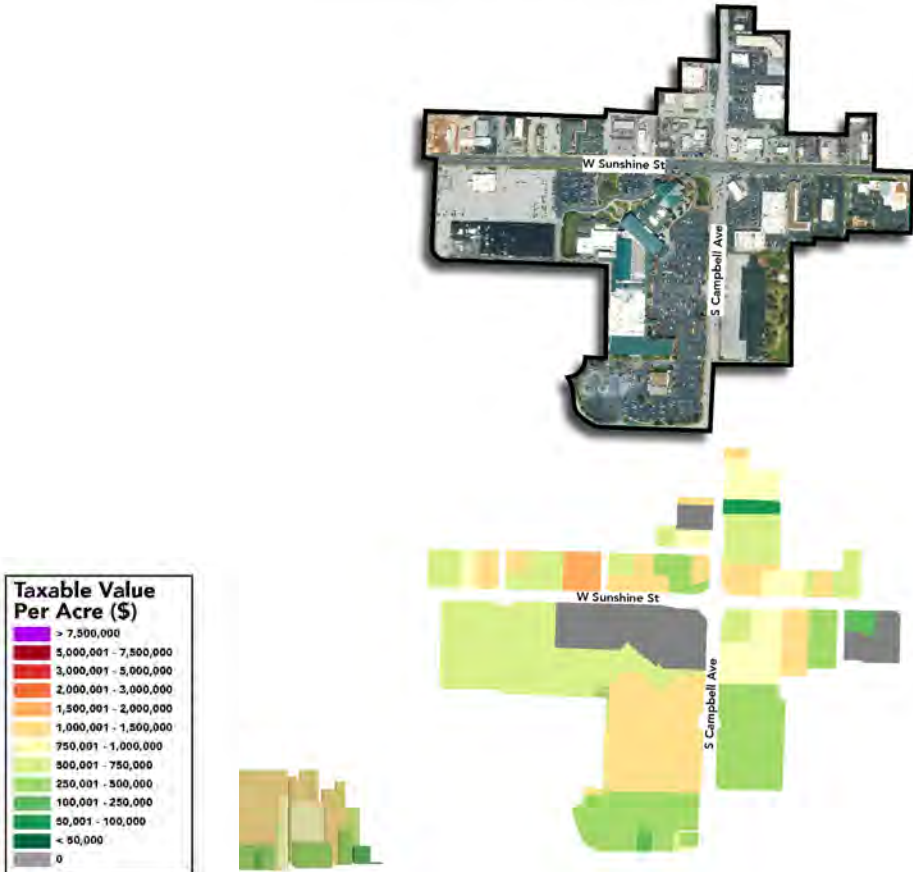 W Sunshine St
S Campbell Ave
W Sunshine St
S Campbell Ave
Taxable Value
Per Acre ($)
> 7,500,000
5,000,001 - 7,500,000
3,000,001 - 5,000,000
2,000,001 - 3,000,000
1,500,001 - 2,000,000
1,000,001 - 1,500,000
750,001 - 1,000,000
500,001 - 750,000
250,001 - 500,000
100,001 - 250,000
50,001 - 100,000
< 50,000
0